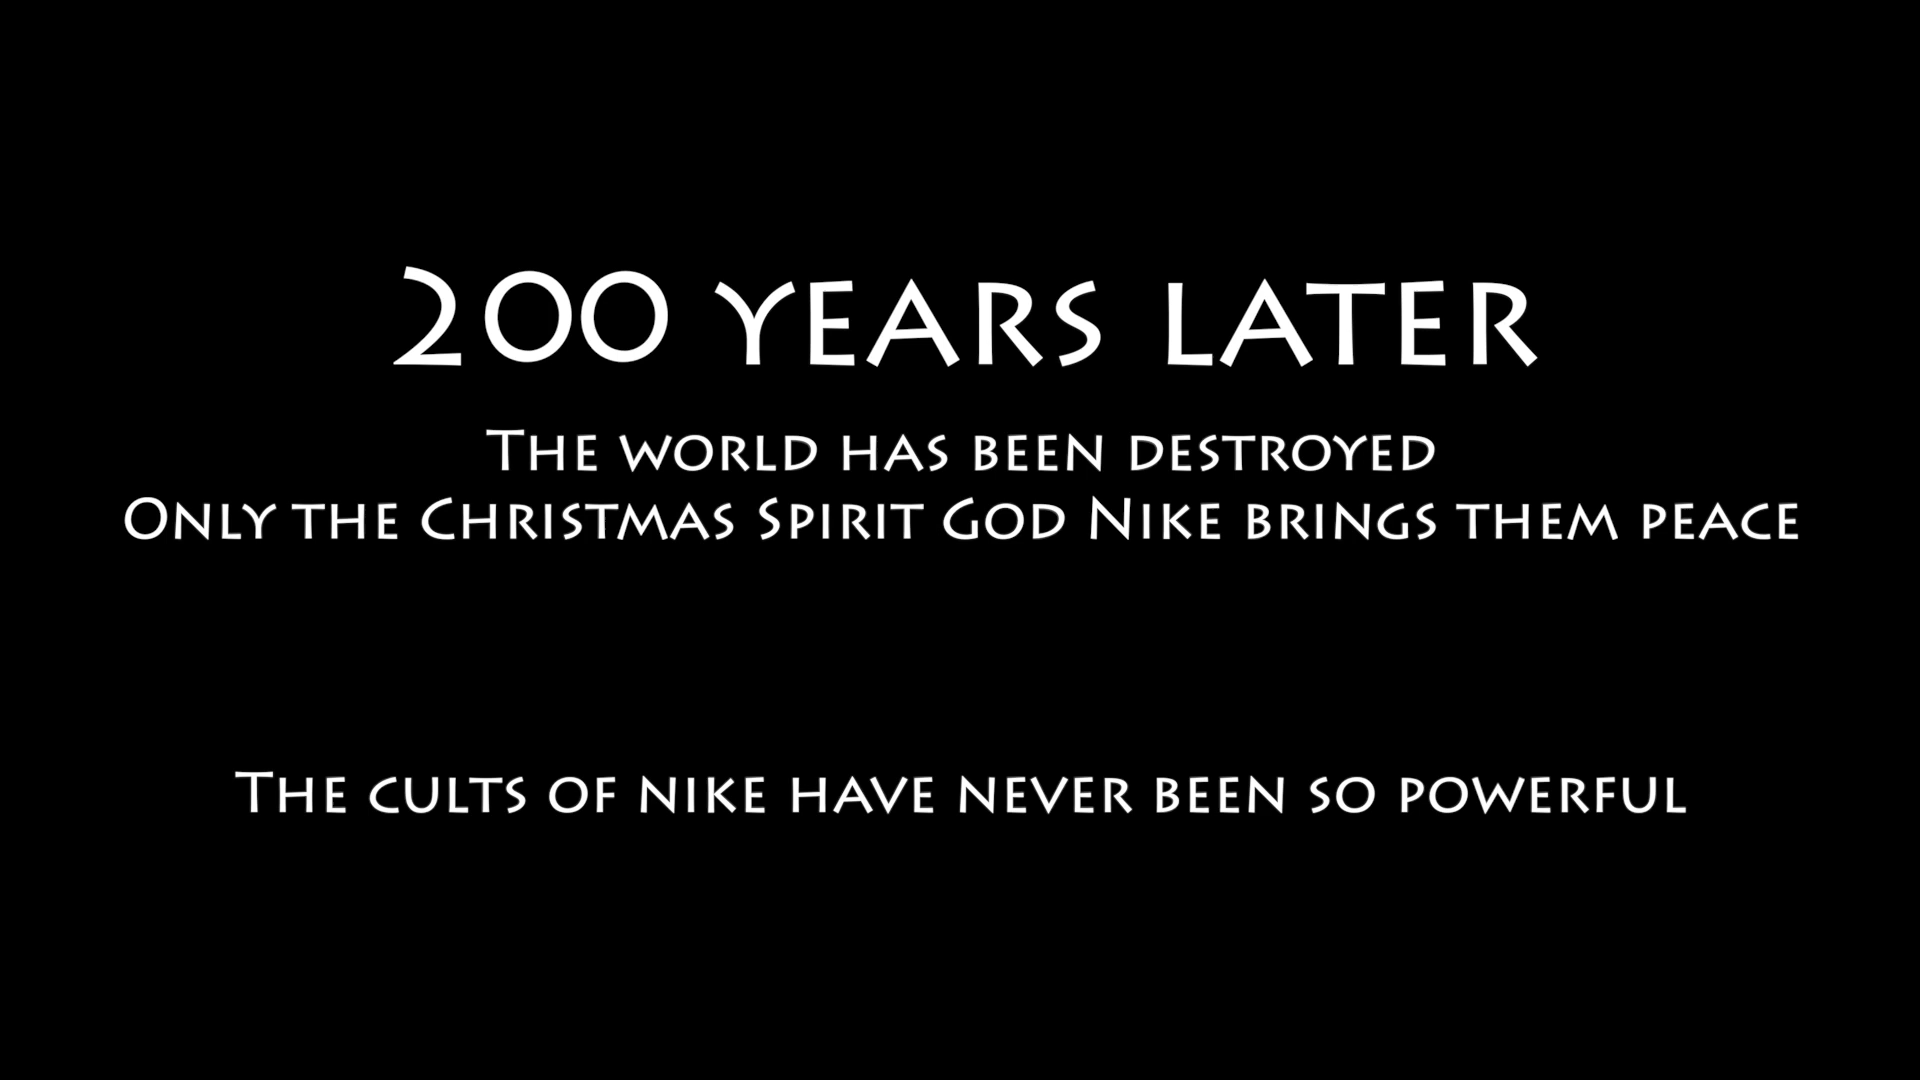 200 years later
The world has been destroyed
Only the Christmas Spirit God Nike brings them peace
The cults of nike have never been so powerful